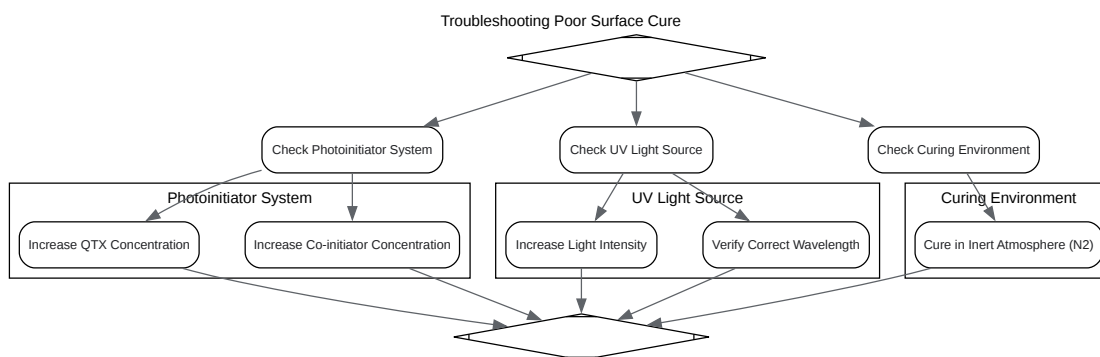 Troubleshooting Poor Surface Cure
Check Photoinitiator System
Check UV Light Source
Check Curing Environment
Photoinitiator System
UV Light Source
Curing Environment
Increase QTX Concentration
Increase Co-initiator Concentration
Increase Light Intensity
Verify Correct Wavelength
Cure in Inert Atmosphere (N2)